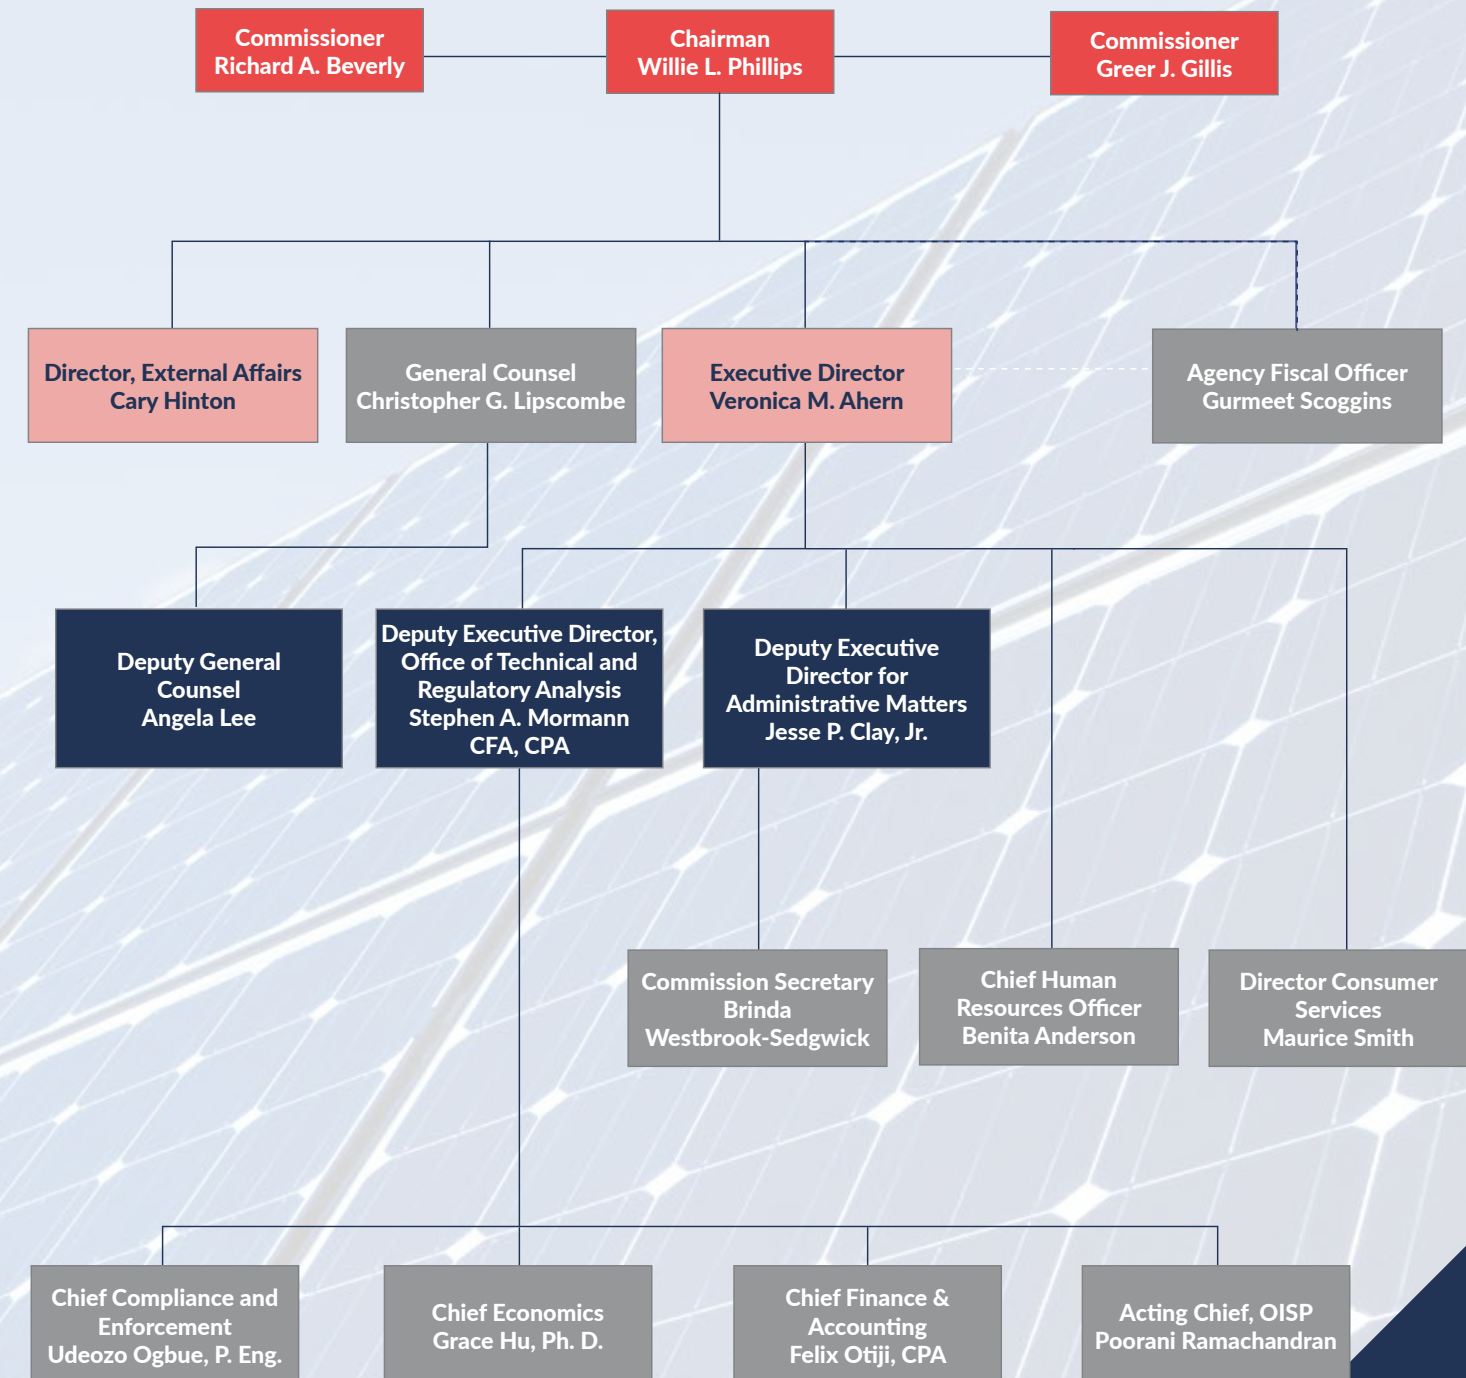 Commissioner
Richard A. Beverly
Chairman
Willie L. Phillips
Commissioner
Greer J. Gillis
Director, External Affairs
Cary Hinton
General Counsel
Christopher G. Lipscombe
Executive Director
Veronica M. Ahern
Agency Fiscal Officer
Gurmeet Scoggins
Deputy General
Counsel
Angela Lee
Deputy Executive Director,
Office of Technical and
Regulatory Analysis
Stephen A. Mormann
CFA, CPA
Deputy Executive
Director for
Administrative Matters
Jesse P. Clay, Jr.
Commission Secretary
Brinda
Westbrook-Sedgwick
Chief Human
Resources Officer
Benita Anderson
Director Consumer
Services
Maurice Smith
Chief Compliance and
Enforcement
Udeozo Ogbue, P. Eng.
Chief Economics
Grace Hu, Ph. D.
Chief Finance &
Accounting
Felix Otiji, CPA
Acting Chief, OISP
Poorani Ramachandran